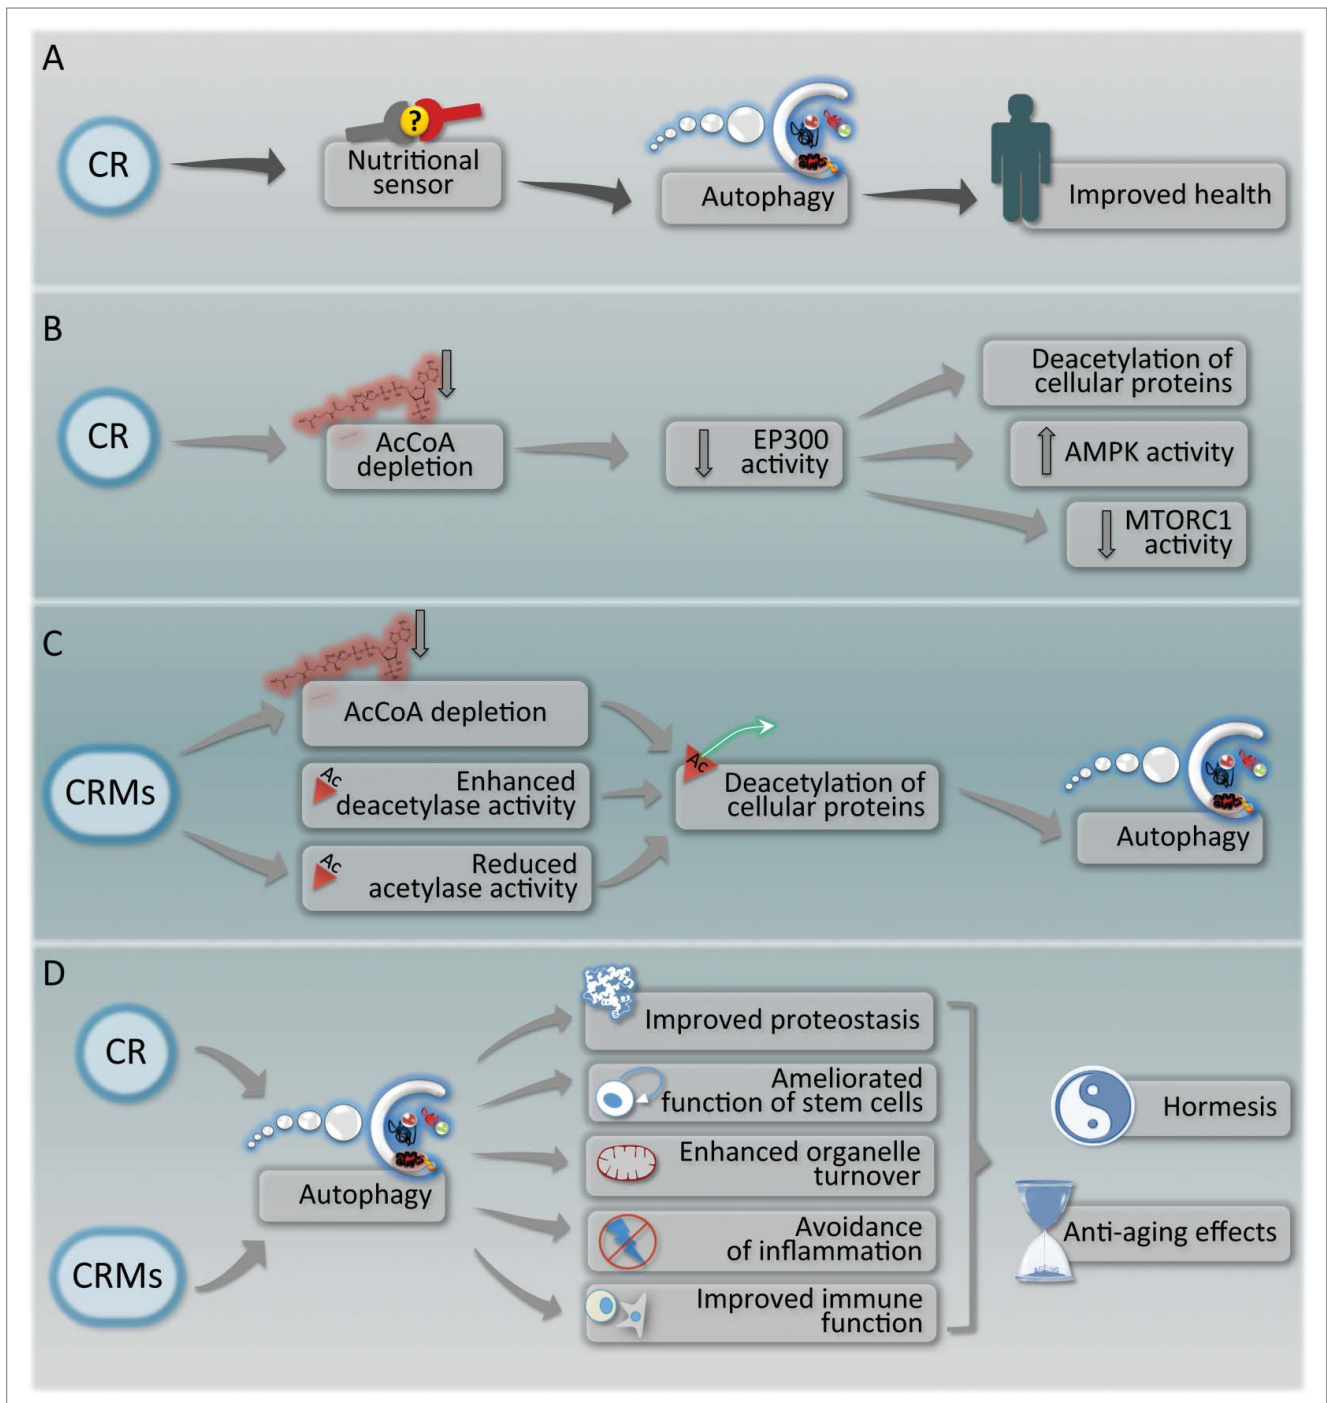 A
CR
?
Nutritional
sensor
Autophagy
Improved health
B
CR
AcCoA
depletion
EP300
activity
Deacetylation of
cellular proteins
AMPK activity
MTORC1
activity
C
CRMs
AcCoA depletion
Ac
Enhanced
deacetylase activity
Ac
Reduced
acetylase activity
Ac
Deacetylation of
cellular proteins
Autophagy
D
CR
CRMs
Autophagy
Improved proteostasis
Ameliorated
function of stem cells
Enhanced organelle
turnover
Avoidance
of inflammation
Improved immune
function
Hormesis
Anti-aging effects